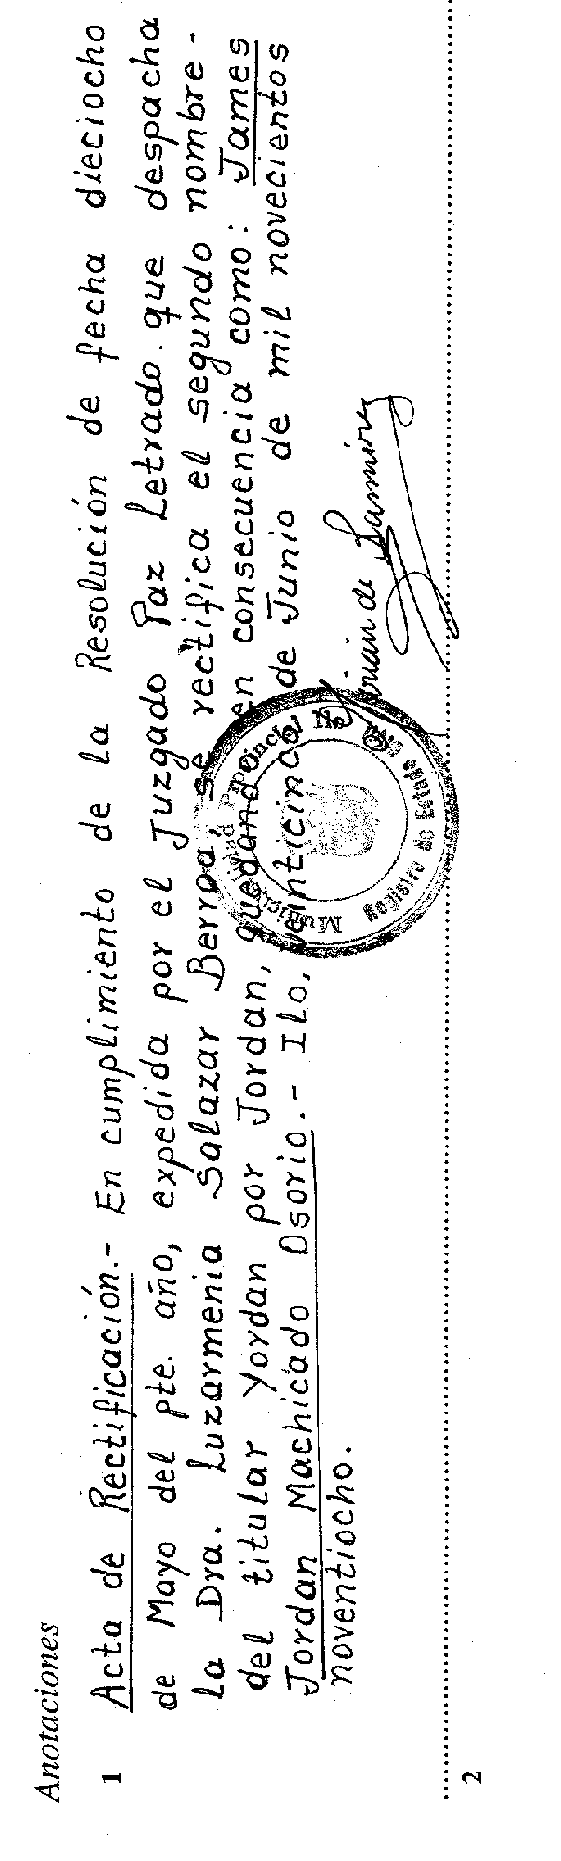 Anotaciones
1 Acta de Rectificación.- En cumplimiento de la Resolución de fecha dieciocho
de Mayo del pte. año, expedida por el Juzgado Paz Letrado que despacha
la Dra. Luzarmenia Salazar Berroa, se rectifica el segundo nombre-
del titular Yordan por Jordan, quedando en consecuencia como: James
Jordan Machicado Osorio.- Ilo, veinticinco de Junio de mil novecientos
noventiocho.
Municipalidad Provincial Ilo
Registro de Estado Civil
de Ramirez
2